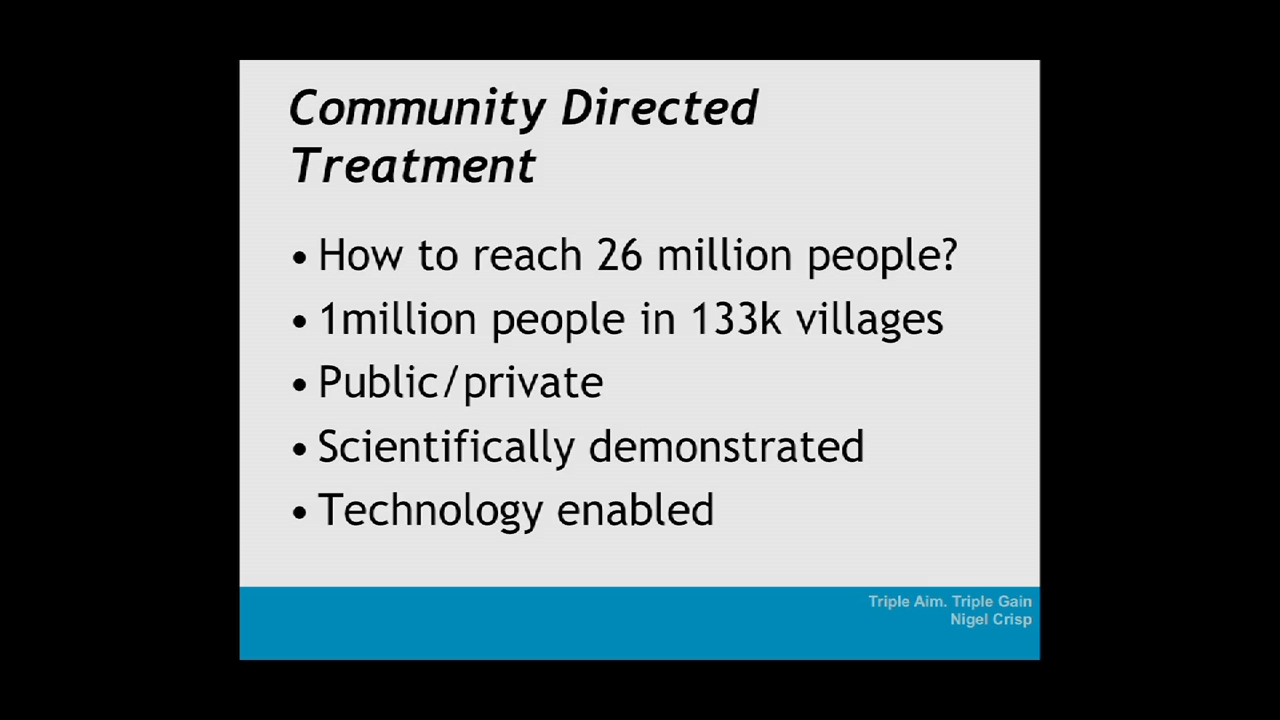 Community Directed
Treatment
• How to reach 26 million people?
• 1million people in 133k villages
• Public/private
• Scientifically demonstrated
• Technology enabled
Triple Aim. Triple Gain
Nigel Crisp